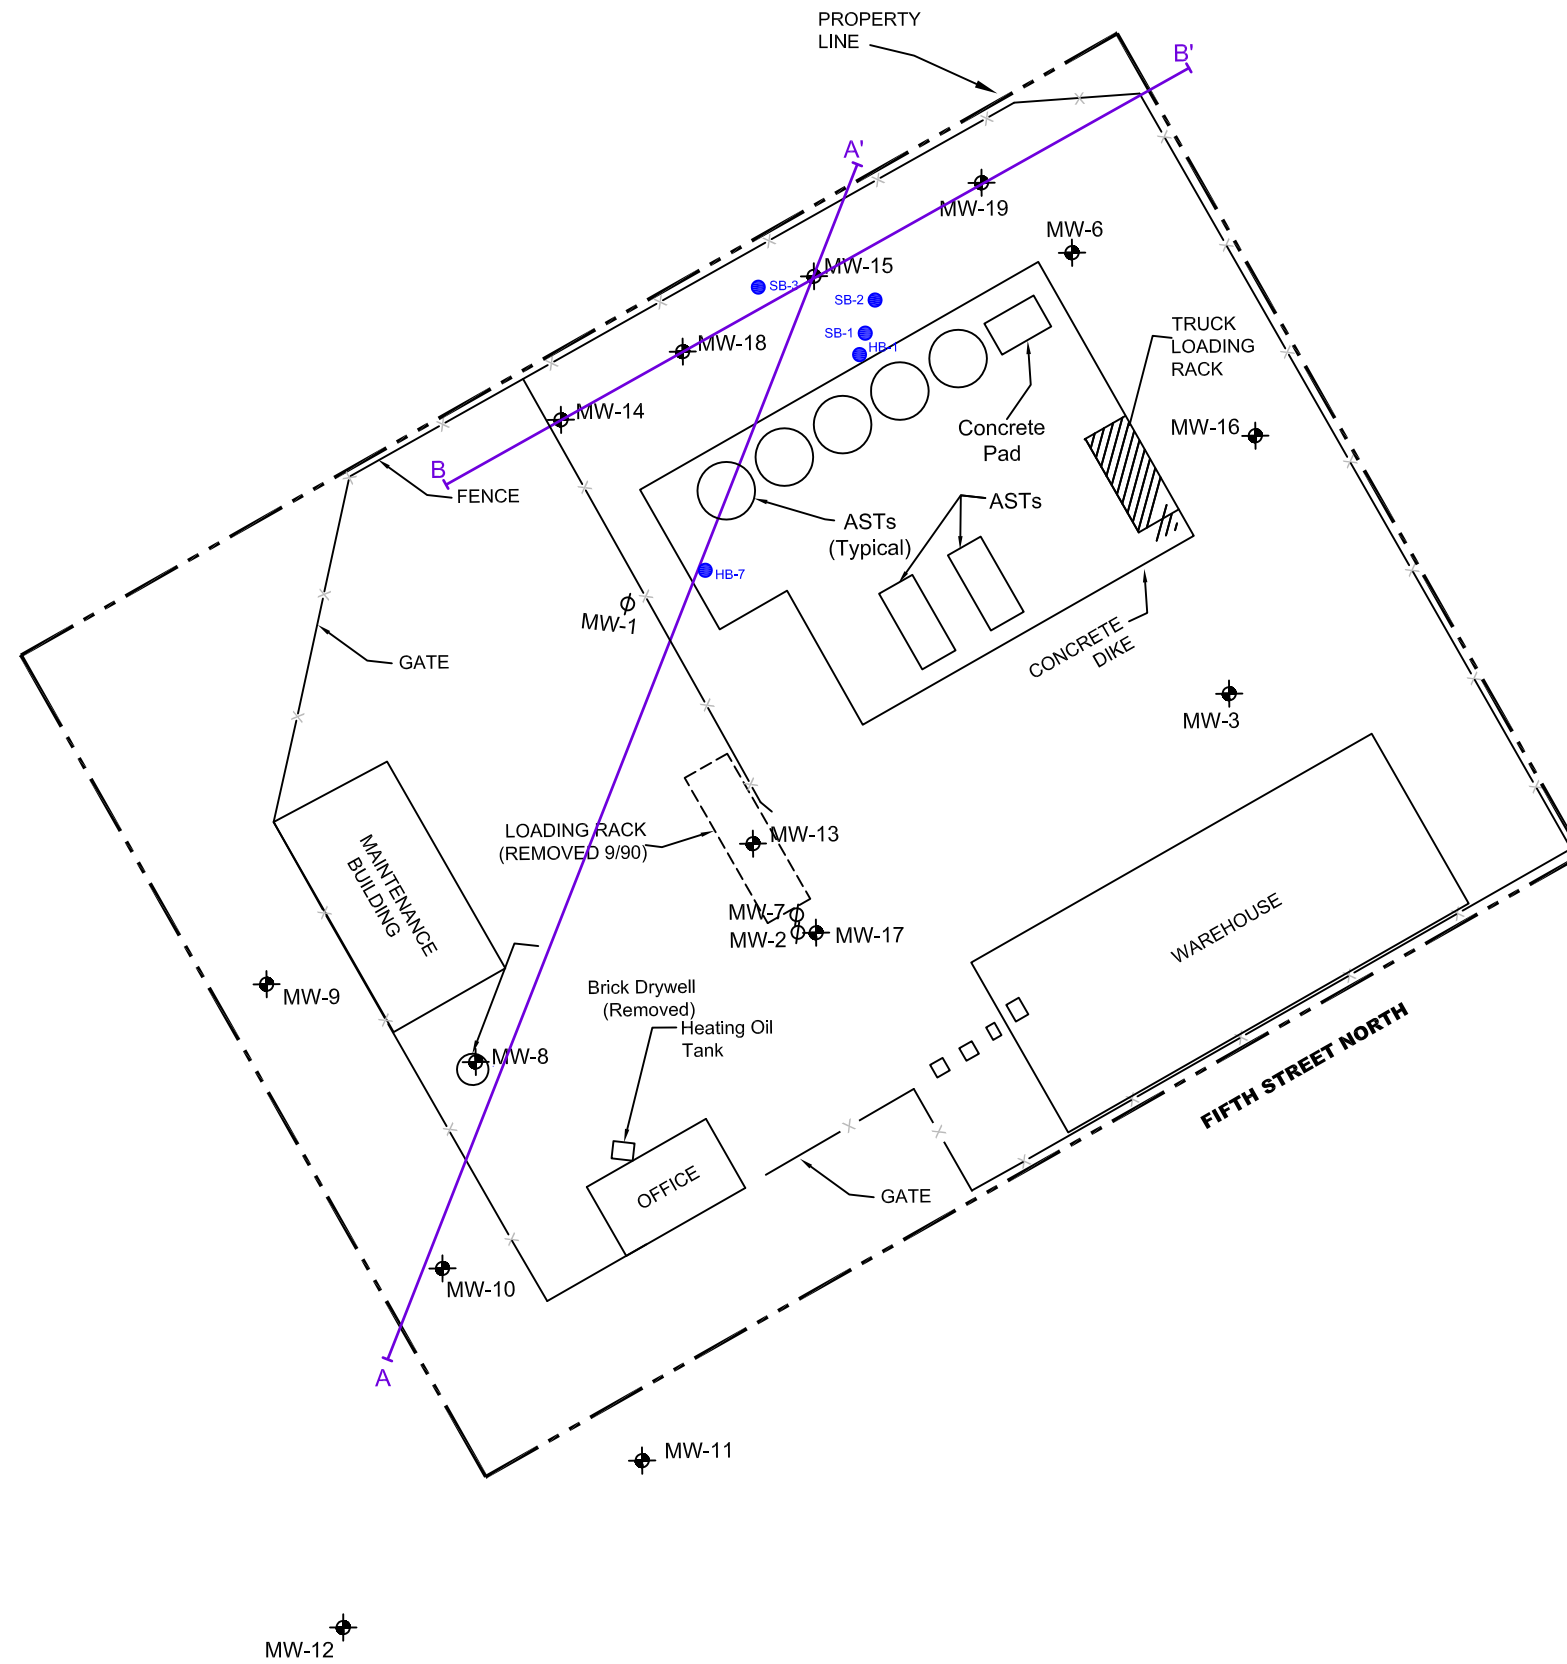 PROPERTY
LINE
B'
A'
MW-19
MW-6
MW-15
SB-3
SB-2
SB-1
HB-1
TRUCK
LOADING
RACK
MW-18
MW-14
MW-16
Concrete
Pad
B
FENCE
ASTs
(Typical)
ASTs
HB-7
MW-1
GATE
CONCRETE
DIKE
MW-3
LOADING RACK
(REMOVED 9/90)
MW-13
MAINTENANCE
BUILDING
MW-7
MW-2
MW-17
WAREHOUSE
MW-9
Brick Drywell
(Removed)
Heating Oil
Tank
MW-8
FIFTH STREET NORTH
OFFICE
GATE
MW-10
A
MW-11
MW-12